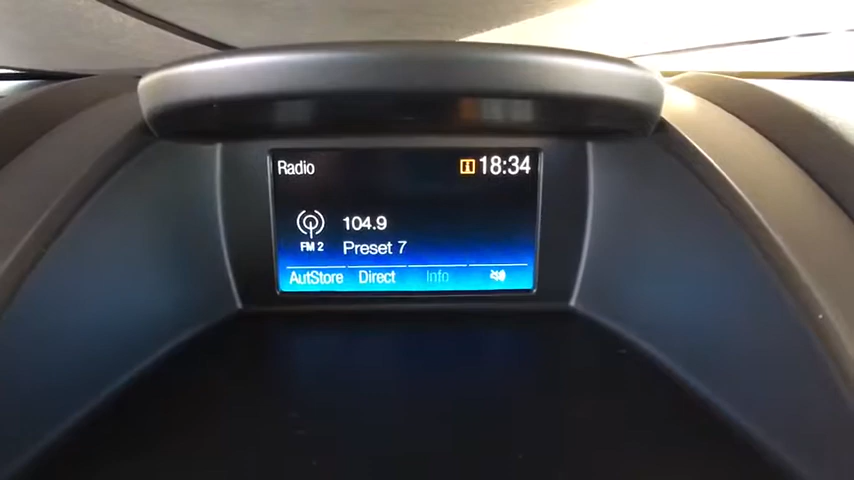 Radio
i 18:34
104.9
FM 2
Preset 7
AutStore Direct Info